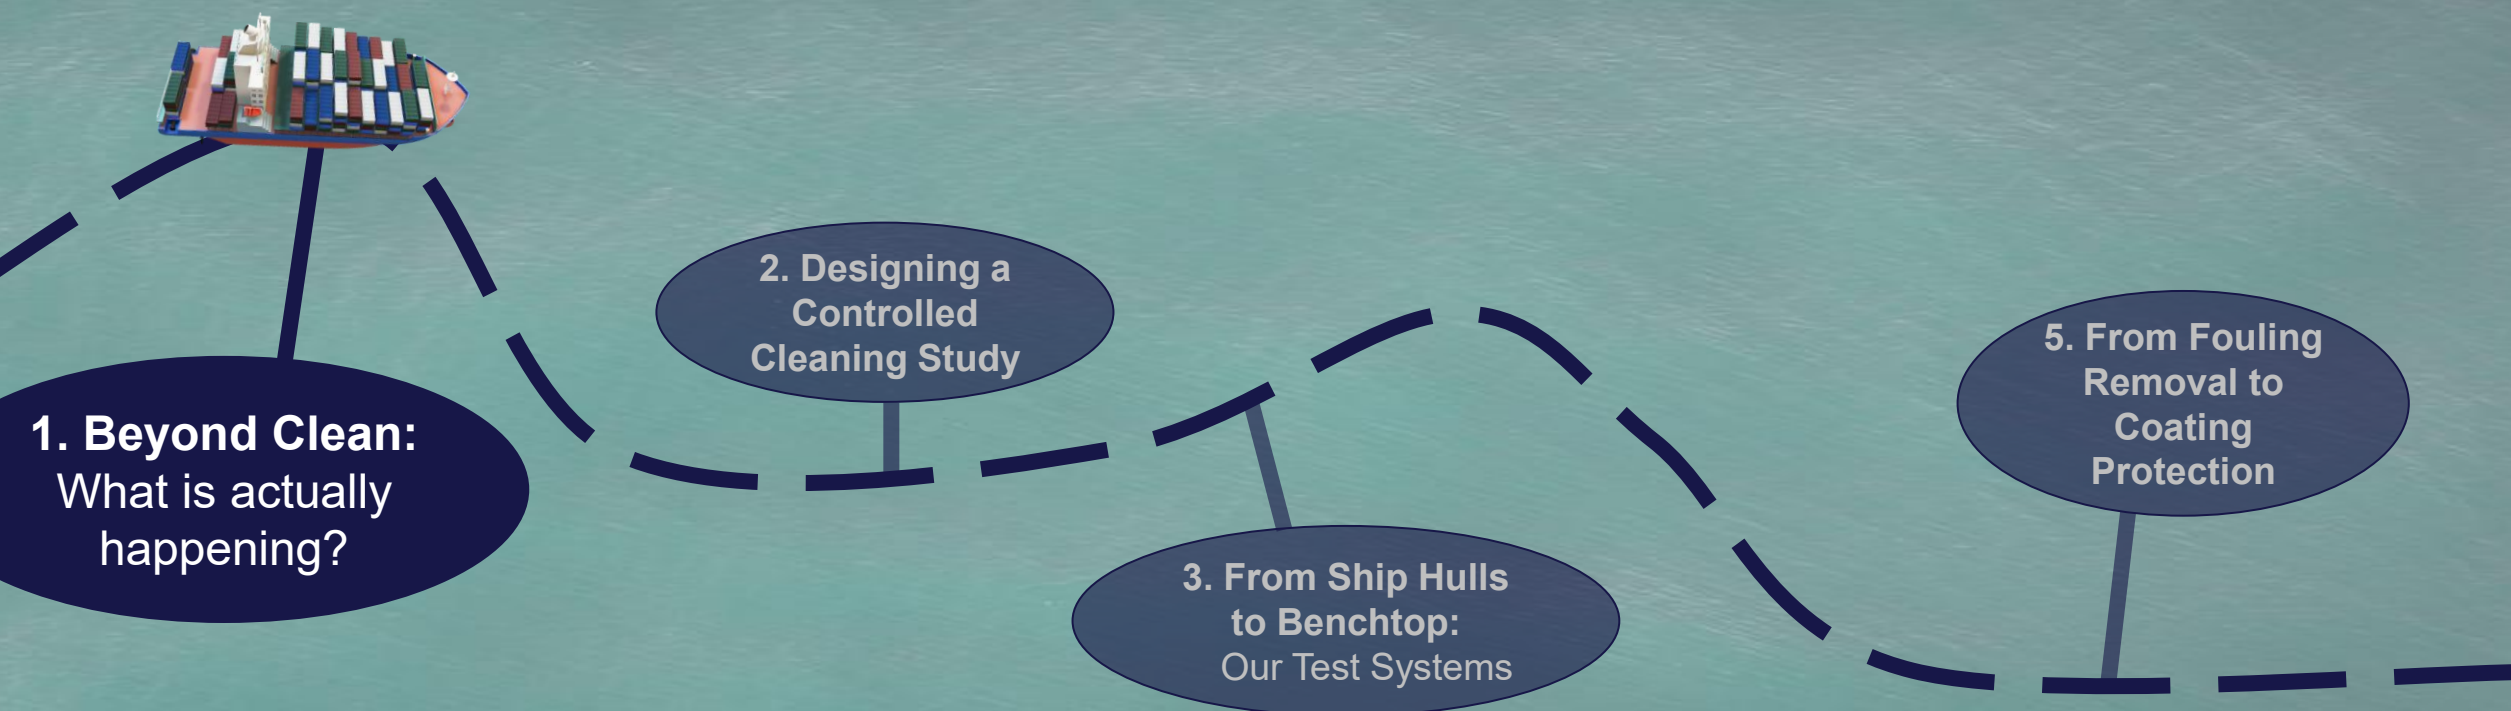 1. Beyond Clean:
What is actually
happening?
2. Designing a
Controlled
Cleaning Study
3. From Ship Hulls
to Benchtop:
Our Test Systems
5. From Fouling
Removal to
Coating
Protection